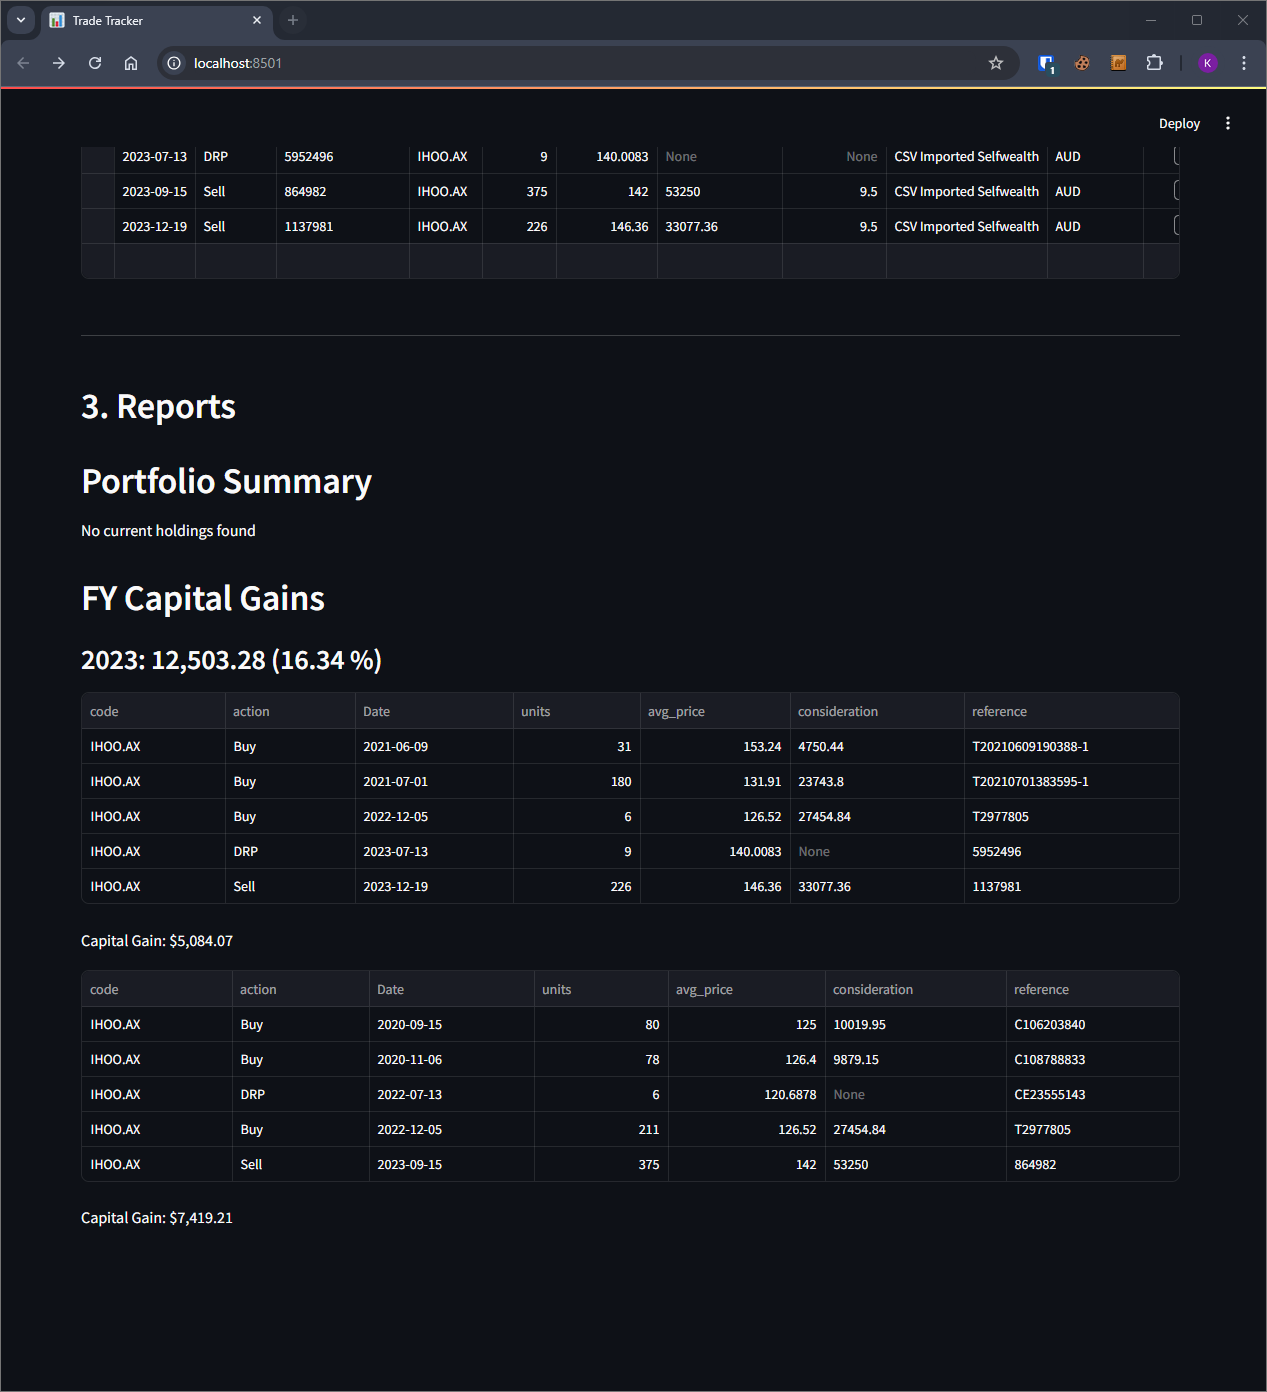 Trade Tracker
localhost:8501
1
K
Deploy
2023-07-13 DRP 5952496 IHOO.AX 9 140.0083 None None CSV Imported Selfwealth AUD
2023-09-15 Sell 864982 IHOO.AX 375 142 53250 9.5 CSV Imported Selfwealth AUD
2023-12-19 Sell 1137981 IHOO.AX 226 146.36 33077.36 9.5 CSV Imported Selfwealth AUD
3. Reports
Portfolio Summary
No current holdings found
FY Capital Gains
2023: 12,503.28 (16.34 %)
code action Date units avg_price consideration reference
IHOO.AX Buy 2021-06-09 31 153.24 4750.44 T20210609190388-1
IHOO.AX Buy 2021-07-01 180 131.91 23743.8 T20210701383595-1
IHOO.AX Buy 2022-12-05 6 126.52 27454.84 T2977805
IHOO.AX DRP 2023-07-13 9 140.0083 None 5952496
IHOO.AX Sell 2023-12-19 226 146.36 33077.36 1137981
Capital Gain: $5,084.07
code action Date units avg_price consideration reference
IHOO.AX Buy 2020-09-15 80 125 10019.95 C106203840
IHOO.AX Buy 2020-11-06 78 126.4 9879.15 C108788833
IHOO.AX DRP 2022-07-13 6 120.6878 None CE23555143
IHOO.AX Buy 2022-12-05 211 126.52 27454.84 T2977805
IHOO.AX Sell 2023-09-15 375 142 53250 864982
Capital Gain: $7,419.21